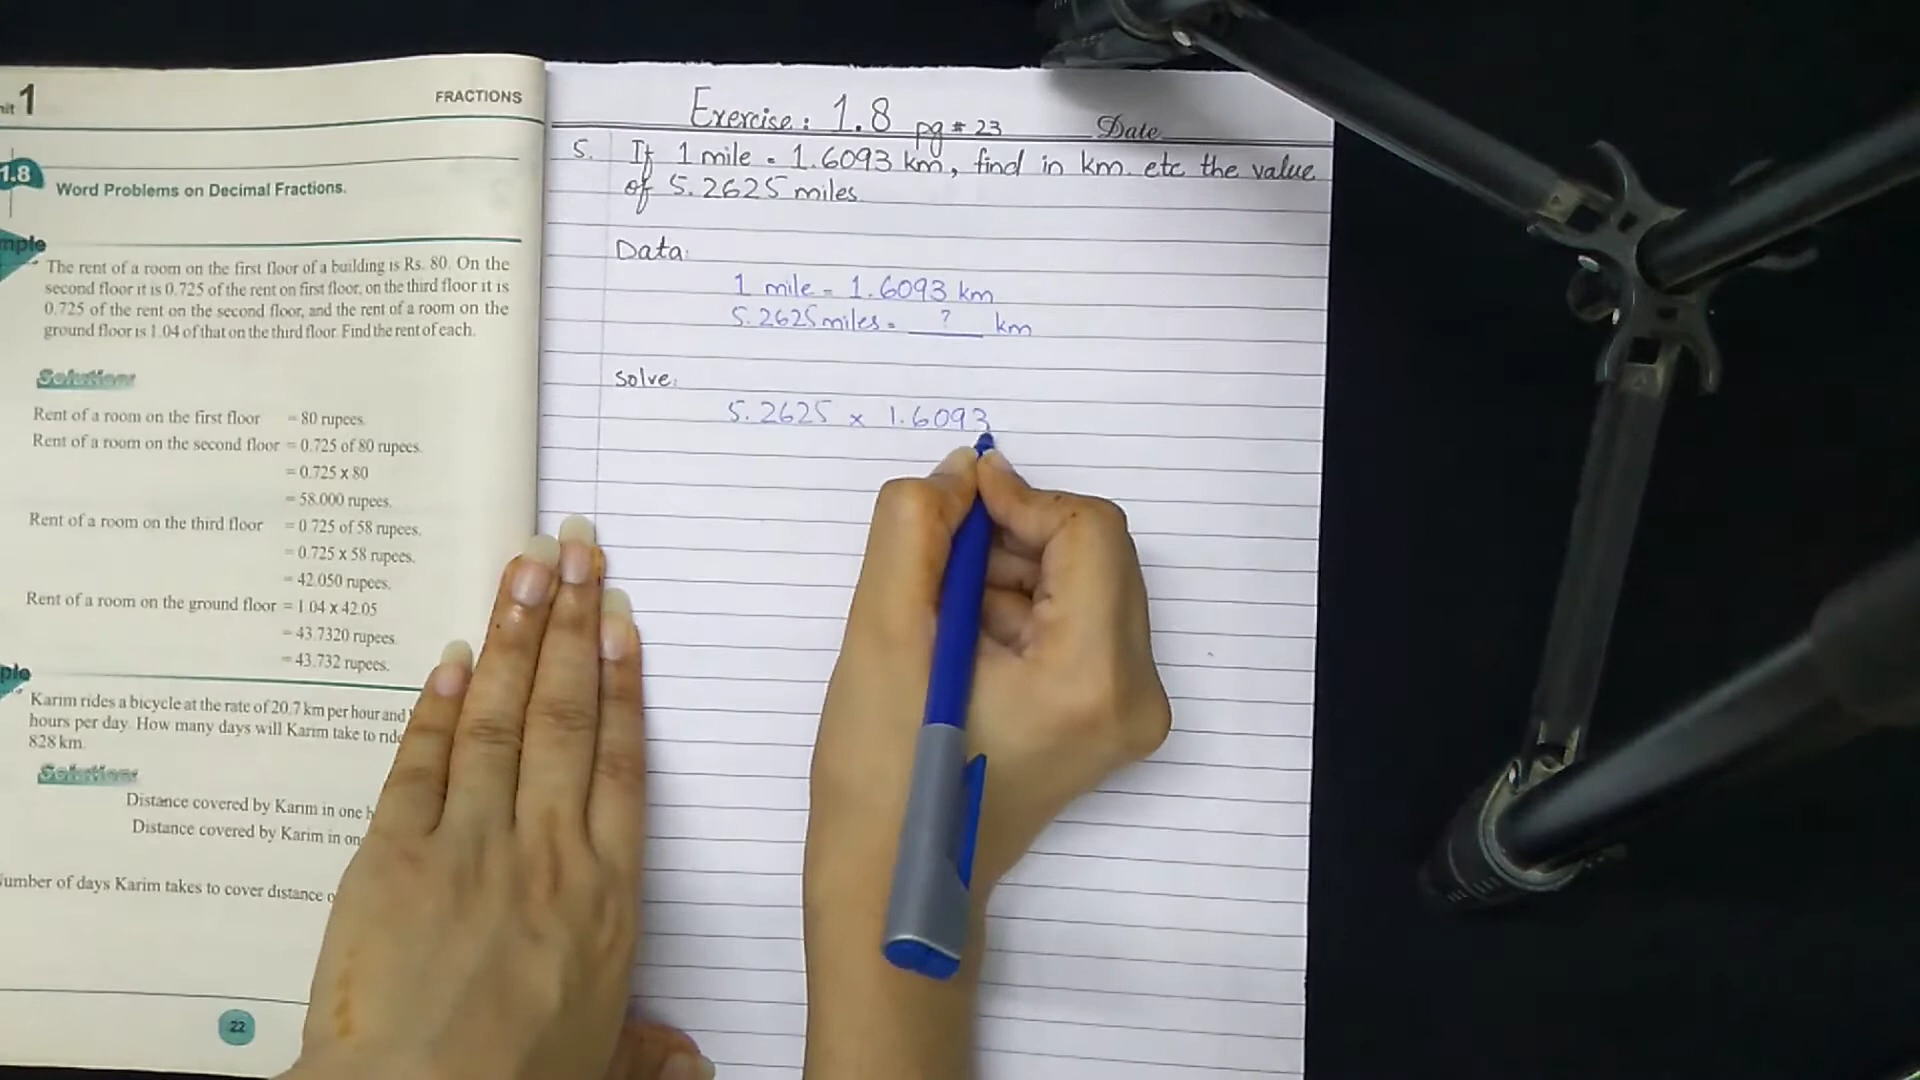 1
FRACTIONS
1.8
Word Problems on Decimal Fractions.
The rent of a room on the first floor of a building is Rs. 80. On the
second floor it is 0.725 of the rent on first floor, on the third floor it is
0.725 of the rent on the second floor, and the rent of a room on the
ground floor is 1.04 of that on the third floor. Find the rent of each.
Solution:
Rent of a room on the first floor = 80 rupees.
Rent of a room on the second floor = 0.725 of 80 rupees.
= 0.725 x 80
= 58.000 rupees.
Rent of a room on the third floor = 0.725 of 58 rupees.
= 0.725 x 58 rupees.
= 42.050 rupees.
Rent of a room on the ground floor = 1.04 x 42.05
= 43.7320 rupees
= 43.732 rupees.
Karim rides a bicycle at the rate of 20.7 km per hour and
hours per day. How many days will Karim take to ride
828 km.
Solution:
Distance covered by Karim in one
Distance covered by Karim in
Number of days Karim takes to cover distance
22
Exercise: 1.8 pg # 23 Date
5. If 1 mile = 1.6093 km, find in km. etc the value
of 5.2625 miles.
Data:
1 mile = 1.6093 km
5.2625 miles = ? km
Solve:
5.2625 × 1.6093